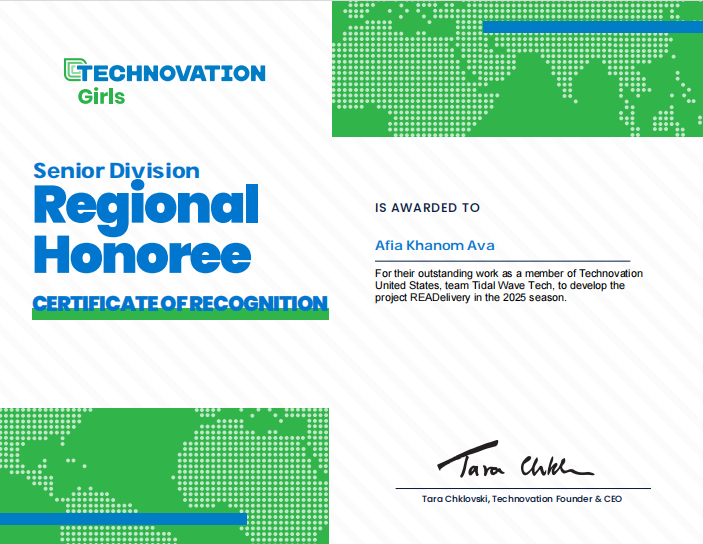 TECHNOVATION
Girls
Senior Division
Regional
Honoree
CERTIFICATE OF RECOGNITION
IS AWARDED TO
Afia Khanom Ava
For their outstanding work as a member of Technovation
United States, team Tidal Wave Tech, to develop the
project READelivery in the 2025 season.
Tara Chkl
Tara Chklovski, Technovation Founder & CEO